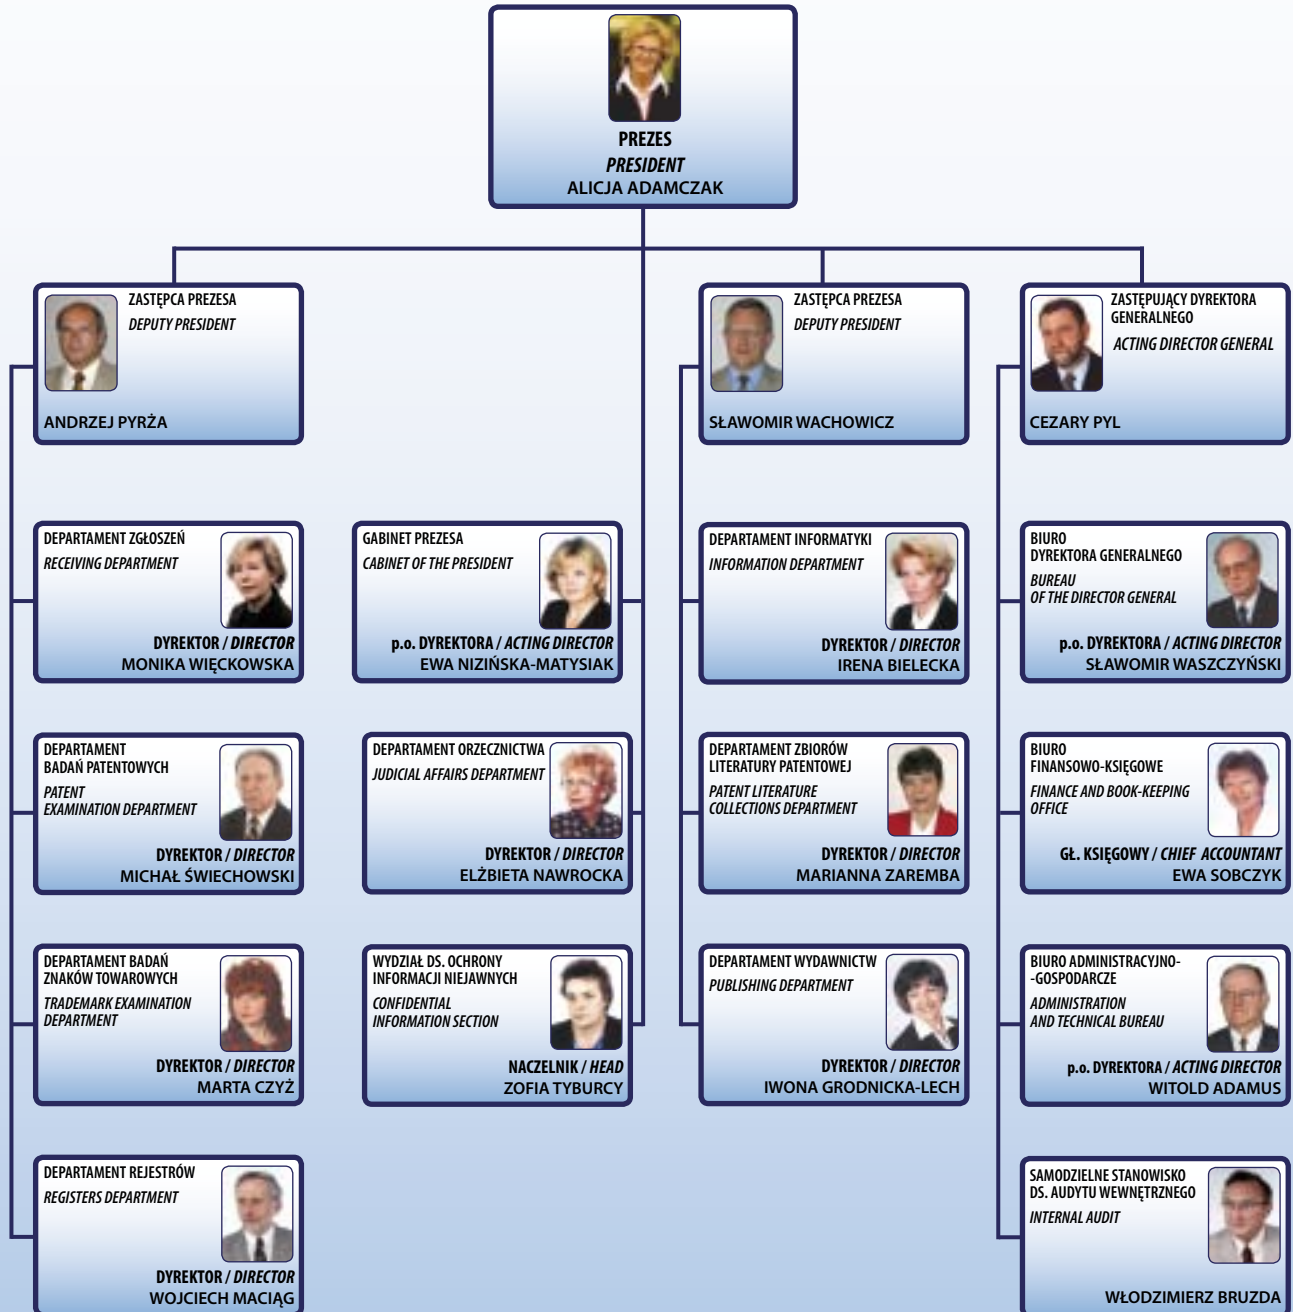 PREZES
PRESIDENT
ALICJA ADAMCZAK
ZASTĘPCA PREZESA
DEPUTY PRESIDENT
ANDRZEJ PYRŻA
ZASTĘPCA PREZESA
DEPUTY PRESIDENT
SŁAWOMIR WACHOWICZ
ZASTĘPUJĄCY DYREKTORA
GENERALNEGO
ACTING DIRECTOR GENERAL
CEZARY PYL
DEPARTAMENT ZGŁOSZEŃ
RECEIVING DEPARTMENT
DYREKTOR / DIRECTOR
MONIKA WIĘCKOWSKA
GABINET PREZESA
CABINET OF THE PRESIDENT
p.o. DYREKTORA / ACTING DIRECTOR
EWA NIZIŃSKA-MATYSIAK
DEPARTAMENT INFORMATYKI
INFORMATION DEPARTMENT
DYREKTOR / DIRECTOR
IRENA BIELECKA
BIURO
DYREKTORA GENERALNEGO
BUREAU
OF THE DIRECTOR GENERAL
p.o. DYREKTORA / ACTING DIRECTOR
SŁAWOMIR WASZCZYŃSKI
DEPARTAMENT
BADAŃ PATENTOWYCH
PATENT
EXAMINATION DEPARTMENT
DYREKTOR / DIRECTOR
MICHAŁ ŚWIECHOWSKI
DEPARTAMENT ORZECZNICTWA
JUDICIAL AFFAIRS DEPARTMENT
DYREKTOR / DIRECTOR
ELŻBIETA NAWROCKA
DEPARTAMENT ZBIORÓW
LITERATURY PATENTOWEJ
PATENT LITERATURE
COLLECTIONS DEPARTMENT
DYREKTOR / DIRECTOR
MARIANNA ZAREMBA
BIURO
FINANSOWO-KSIĘGOWE
FINANCE AND BOOK-KEEPING
OFFICE
GŁ. KSIĘGOWY / CHIEF ACCOUNTANT
EWA SOBCZYK
DEPARTAMENT BADAŃ
ZNAKÓW TOWAROWYCH
TRADEMARK EXAMINATION
DEPARTMENT
DYREKTOR / DIRECTOR
MARTA CZYŻ
WYDZIAŁ DS. OCHRONY
INFORMACJI NIEJAWNYCH
CONFIDENTIAL
INFORMATION SECTION
NACZELNIK / HEAD
ZOFIA TYBURCY
DEPARTAMENT WYDAWNICTW
PUBLISHING DEPARTMENT
DYREKTOR / DIRECTOR
IWONA GRODNICKA-LECH
BIURO ADMINISTRACYJNO-
-GOSPODARCZE
ADMINISTRATION
AND TECHNICAL BUREAU
p.o. DYREKTORA / ACTING DIRECTOR
WITOLD ADAMUS
DEPARTAMENT REJESTRÓW
REGISTERS DEPARTMENT
DYREKTOR / DIRECTOR
WOJCIECH MACIĄG
SAMODZIELNE STANOWISKO
DS. AUDYTU WEWNĘTRZNEGO
INTERNAL AUDIT
WŁODZIMIERZ BRUZDA